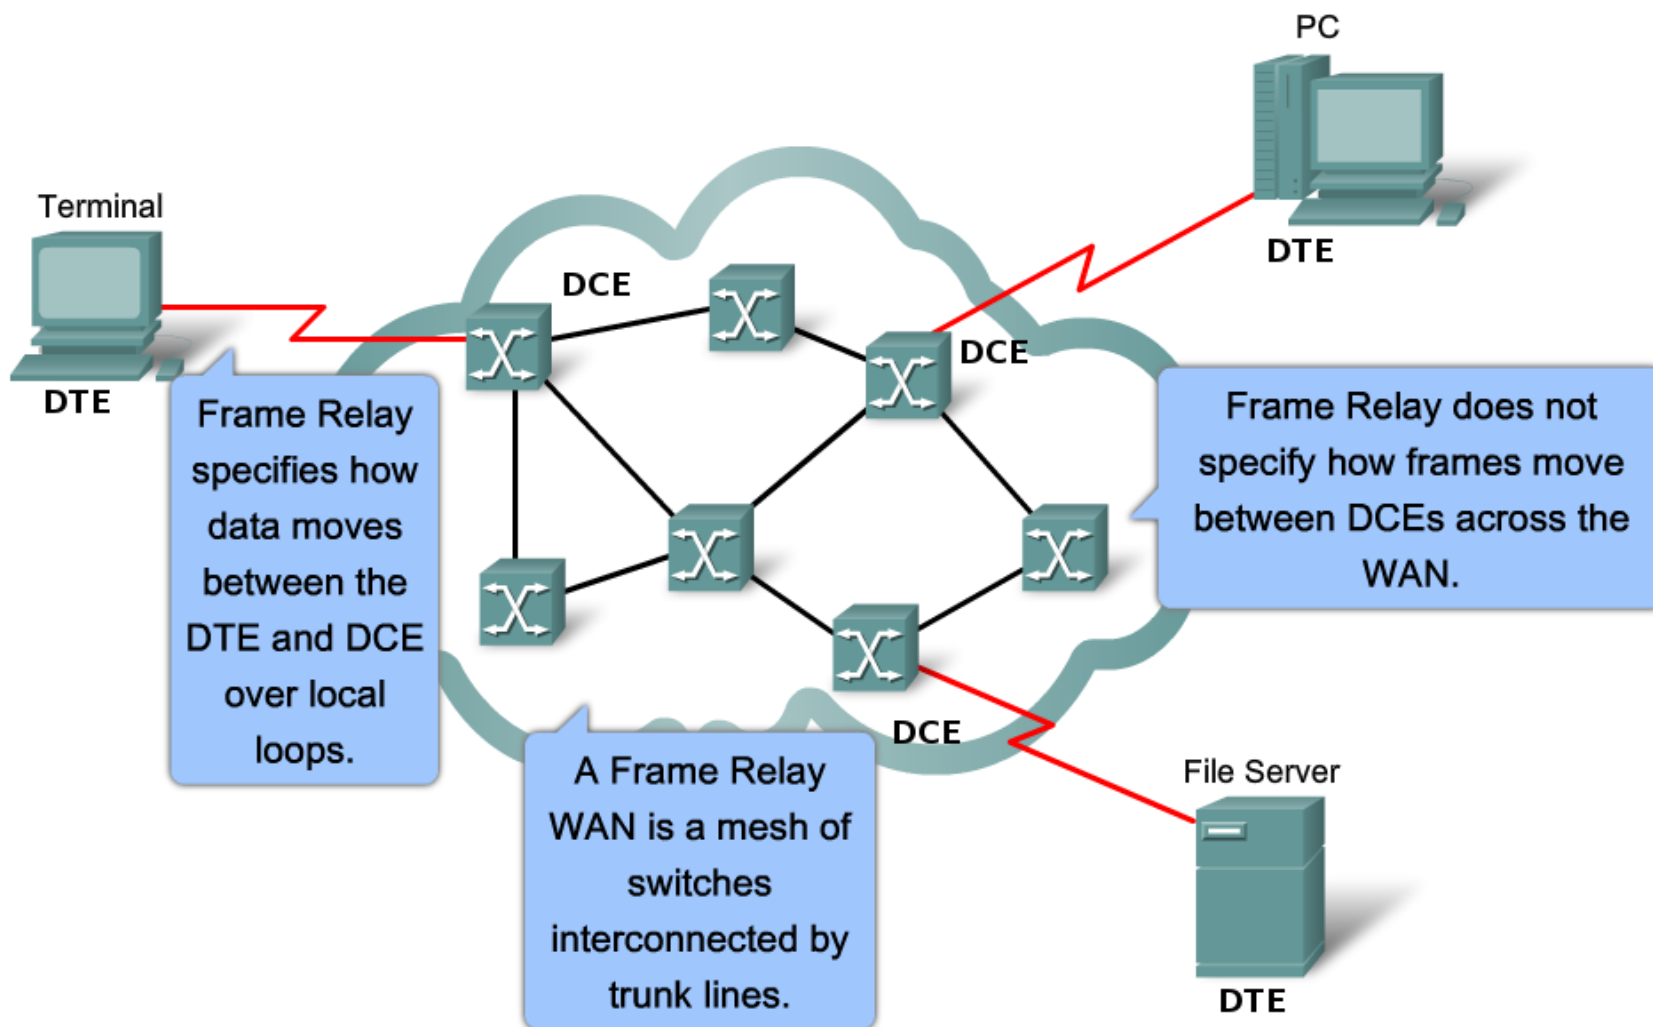 PC
DTE
Terminal
DTE
DCE
DCE
Frame Relay
specifies how
data moves
between the
DTE and DCE
over local
loops.
Frame Relay does not
specify how frames move
between DCEs across the
WAN.
DCE
A Frame Relay
WAN is a mesh of
switches
interconnected by
trunk lines.
File Server
DTE